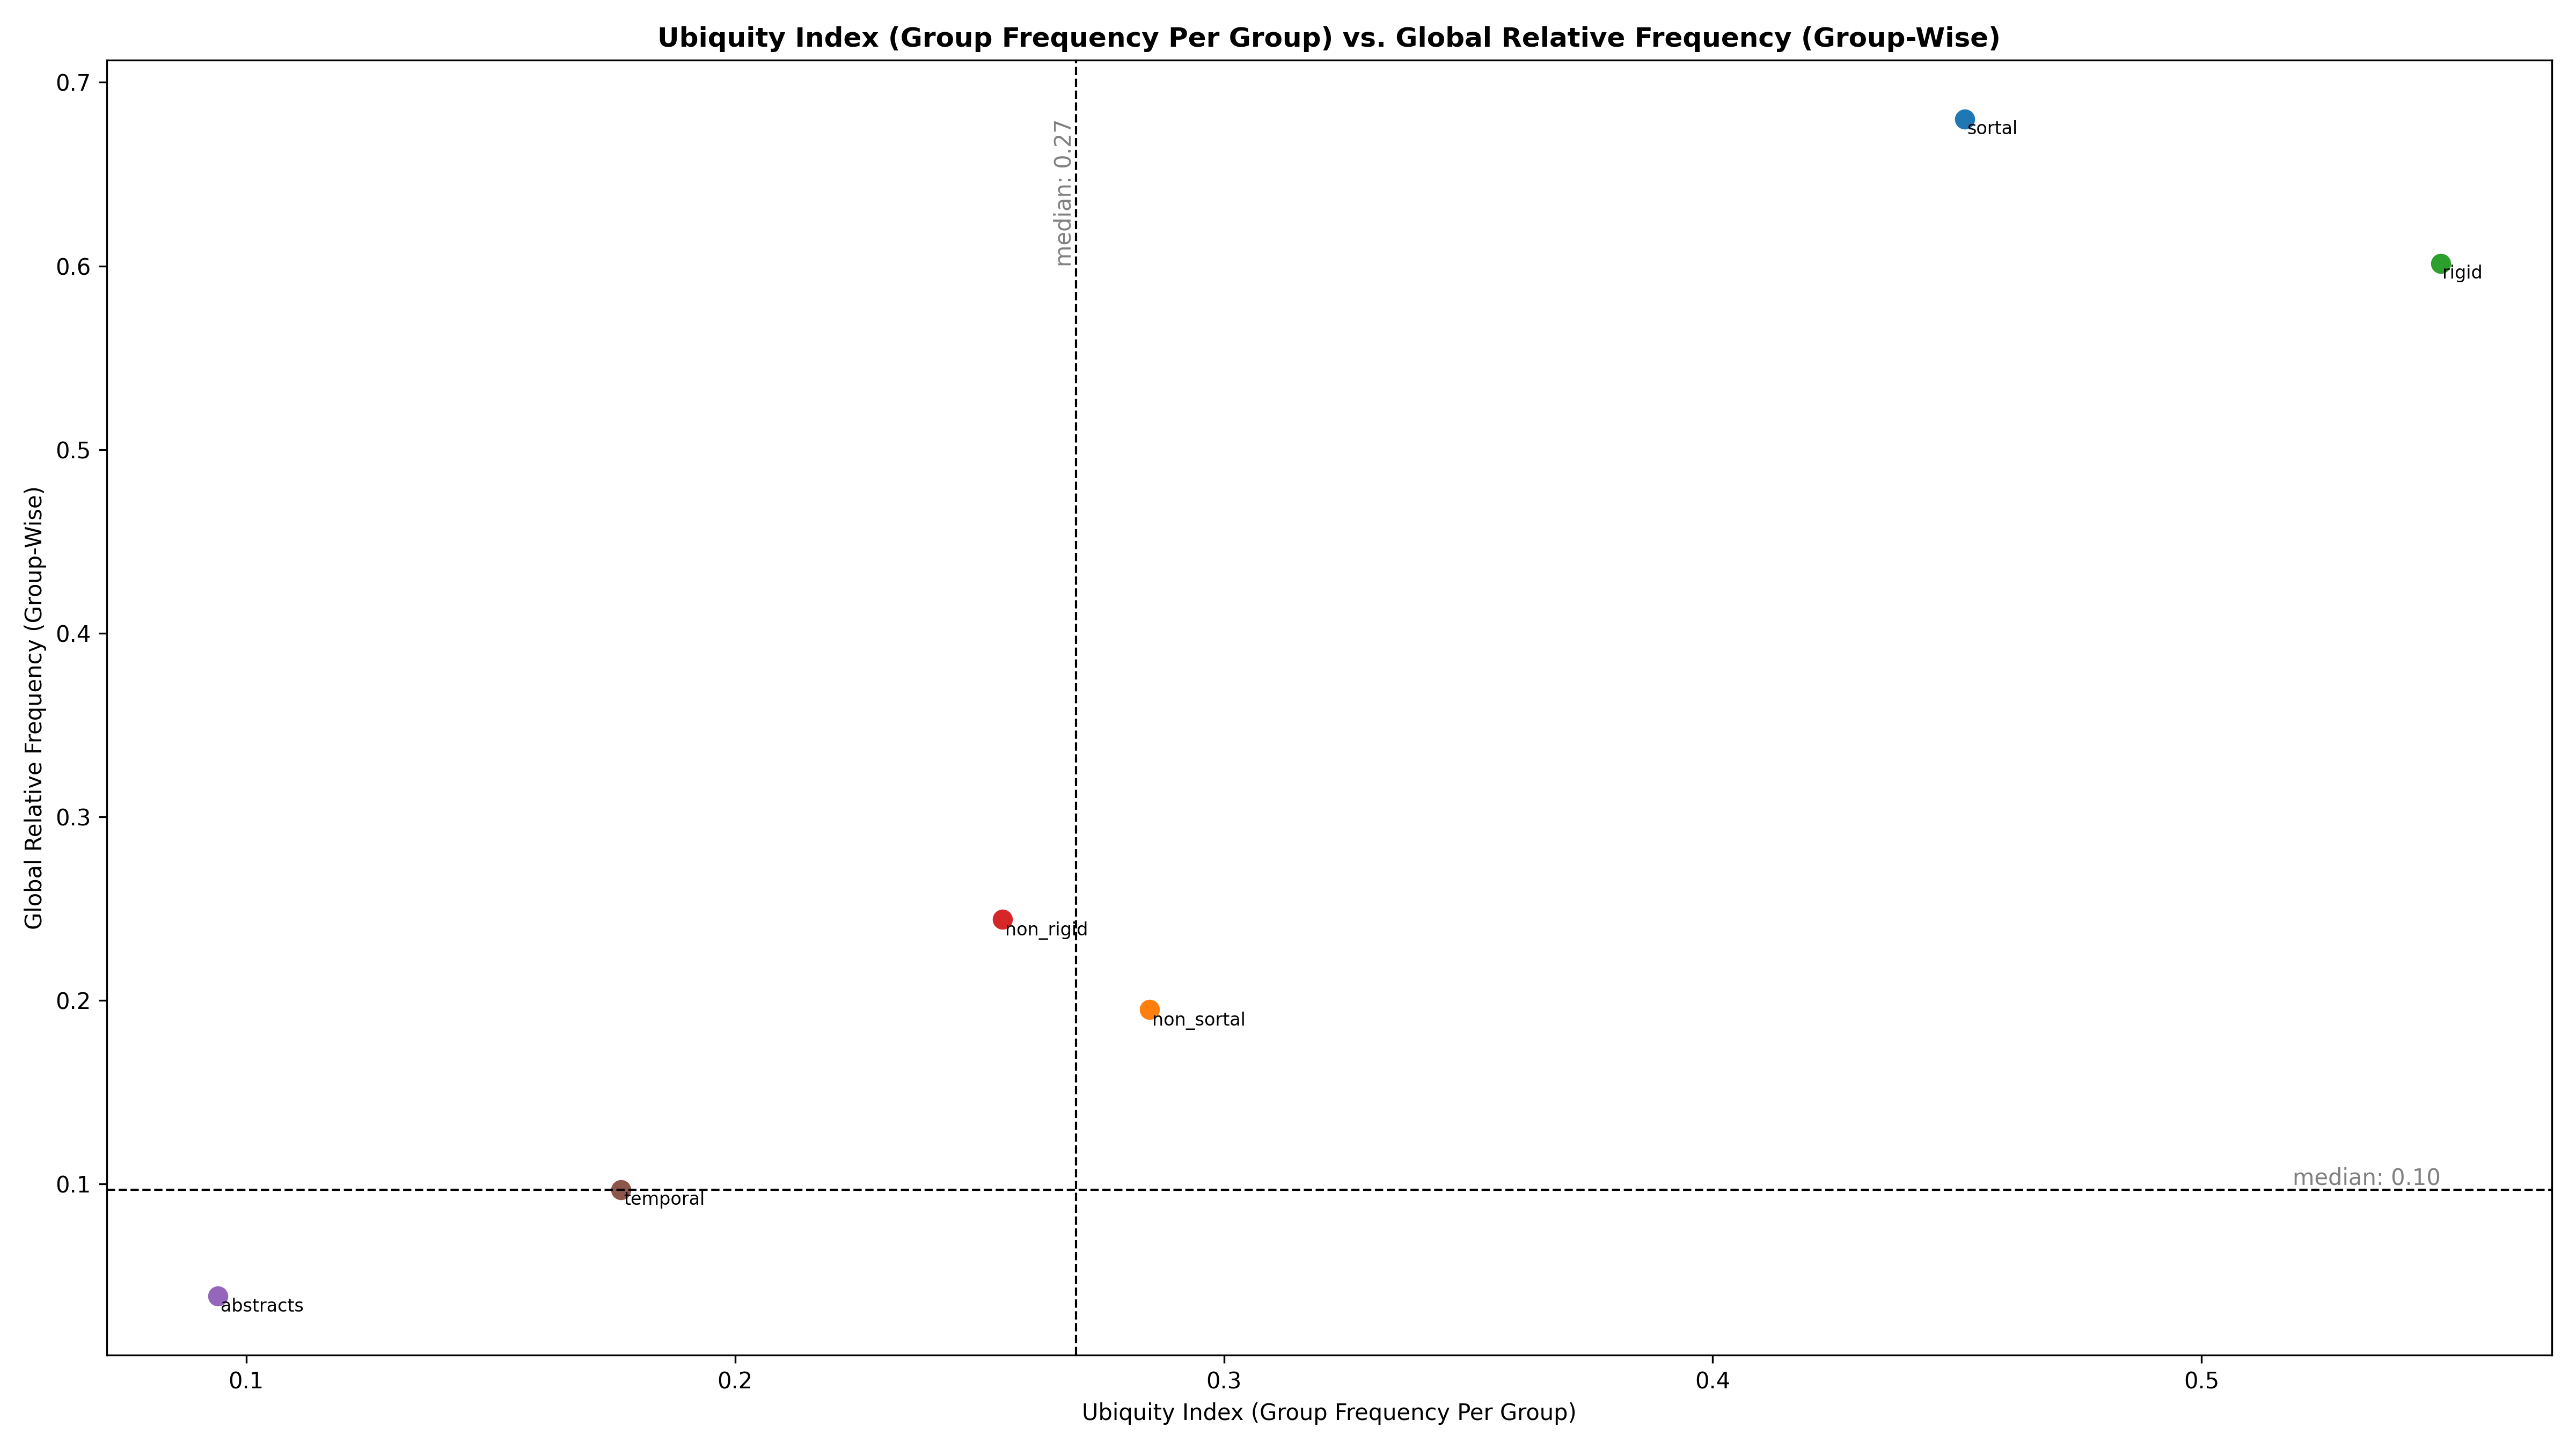 Ubiquity Index (Group Frequency Per Group) vs. Global Relative Frequency (Group-Wise)
Global Relative Frequency (Group-Wise)
0.7
0.6
0.5
0.4
0.3
0.2
0.1
median: 0.27
sortal
rigid
non_rigid
non_sortal
median: 0.10
temporal
abstracts
0.1
0.2
0.3
0.4
0.5
Ubiquity Index (Group Frequency Per Group)